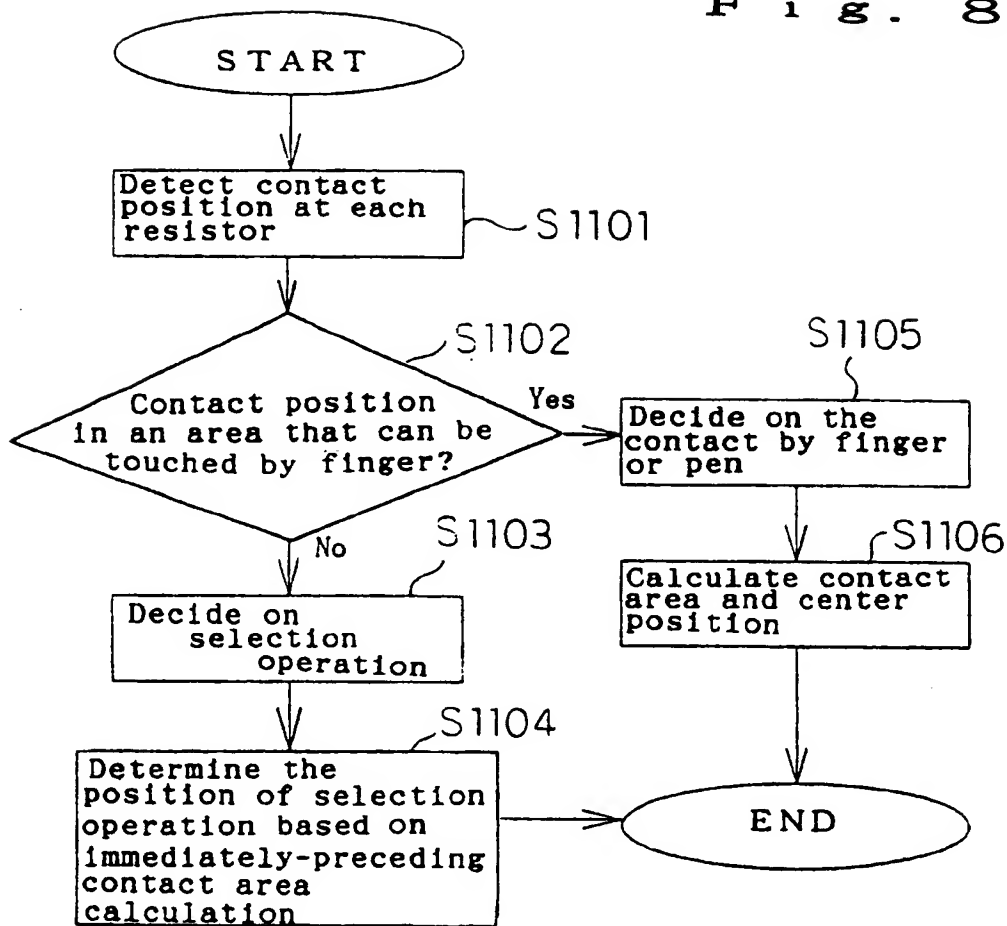 Fig. 8
START
Detect contact
position at each
resistor
S1101
S1102
Contact position
in an area that can be
touched by finger?
Yes
No
S1105
Decide on the
contact by finger
or pen
S1106
Calculate contact
area and center
position
S1103
Decide on
selection
operation
S1104
Determine the
position of selection
operation based on
immediately-preceding
contact area
calculation
END